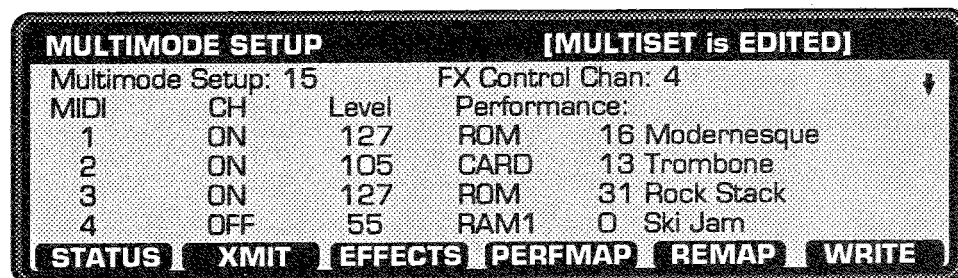 MULTIMODE SETUP [MULTISET is EDITED]
Multimode Setup: 15 FX Control Chan: 4
MIDI CH Level Performance:
1 ON 127 ROM 16 Modernesque
2 ON 105 CARD 13 Trombone
3 ON 127 ROM 31 Rock Stack
4 OFF 55 RAM1 0 Ski Jam
STATUS XMIT EFFECTS PERFMAP REMAP WRITE